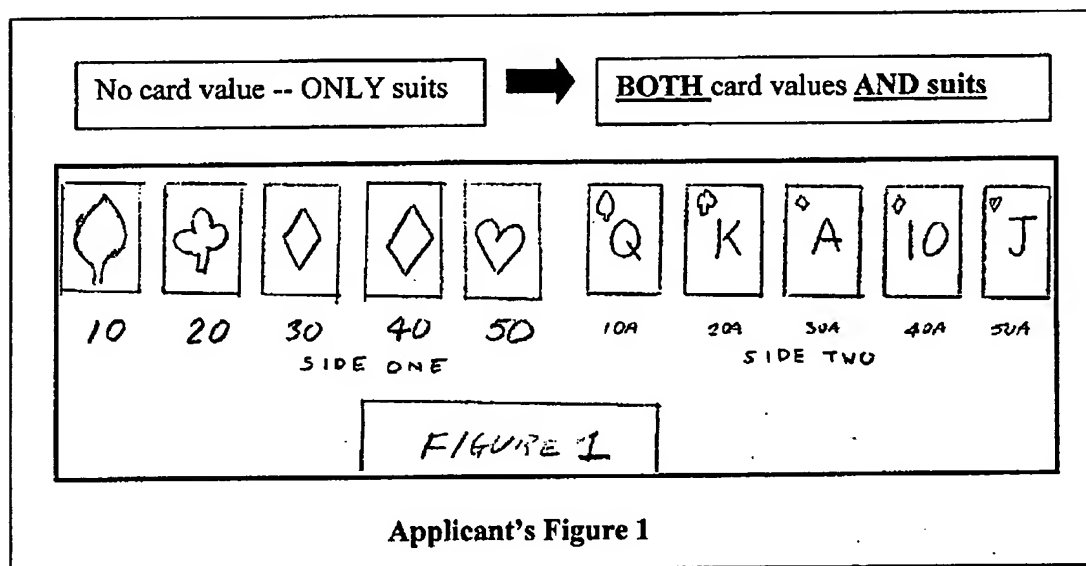 No card value -- ONLY suits
BOTH card values AND suits
Q K A 10 J
10 20 30 40 50 10A 20A 30A 40A 50A
SIDE ONE SIDE TWO
FIGURE 1
Applicant's Figure 1